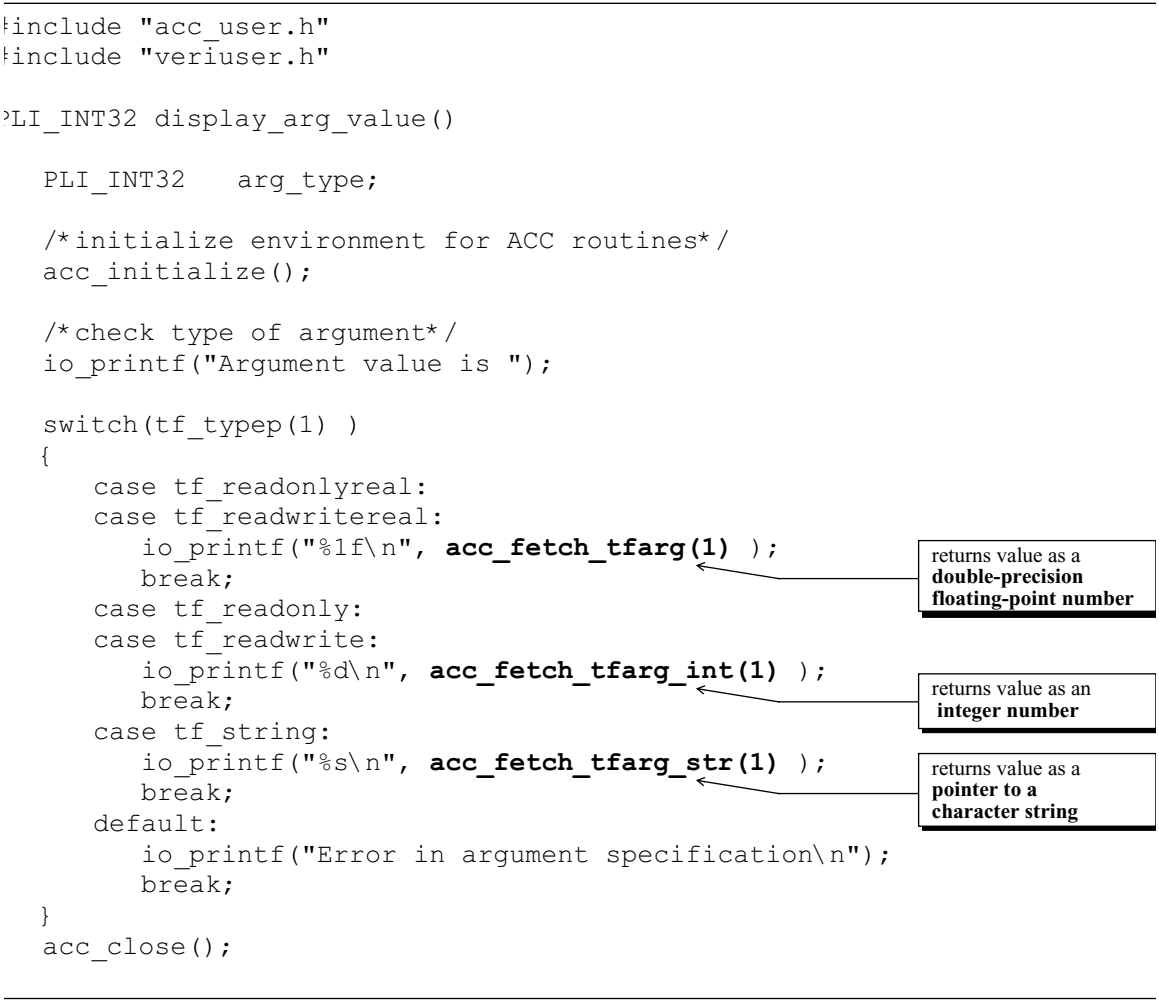 #include "acc_user.h"
#include "veriuser.h"
PLI_INT32 display_arg_value()
PLI_INT32 arg_type;
/*initialize environment for ACC routines*/
acc_initialize();
/*check type of argument*/
io_printf("Argument value is ");
switch(tf_typep(1) )
{
case tf_readonlyreal:
case tf_readwritereal:
io_printf("%1f\n", acc_fetch_tfarg(1) );
returns value as a
double-precision
floating-point number
break;
case tf_readonly:
case tf_readwrite:
io_printf("%d\n", acc_fetch_tfarg_int(1) );
returns value as an
integer number
break;
case tf_string:
io_printf("%s\n", acc_fetch_tfarg_str(1) );
returns value as a
pointer to a
character string
break;
default:
io_printf("Error in argument specification\n");
break;
}
acc_close();